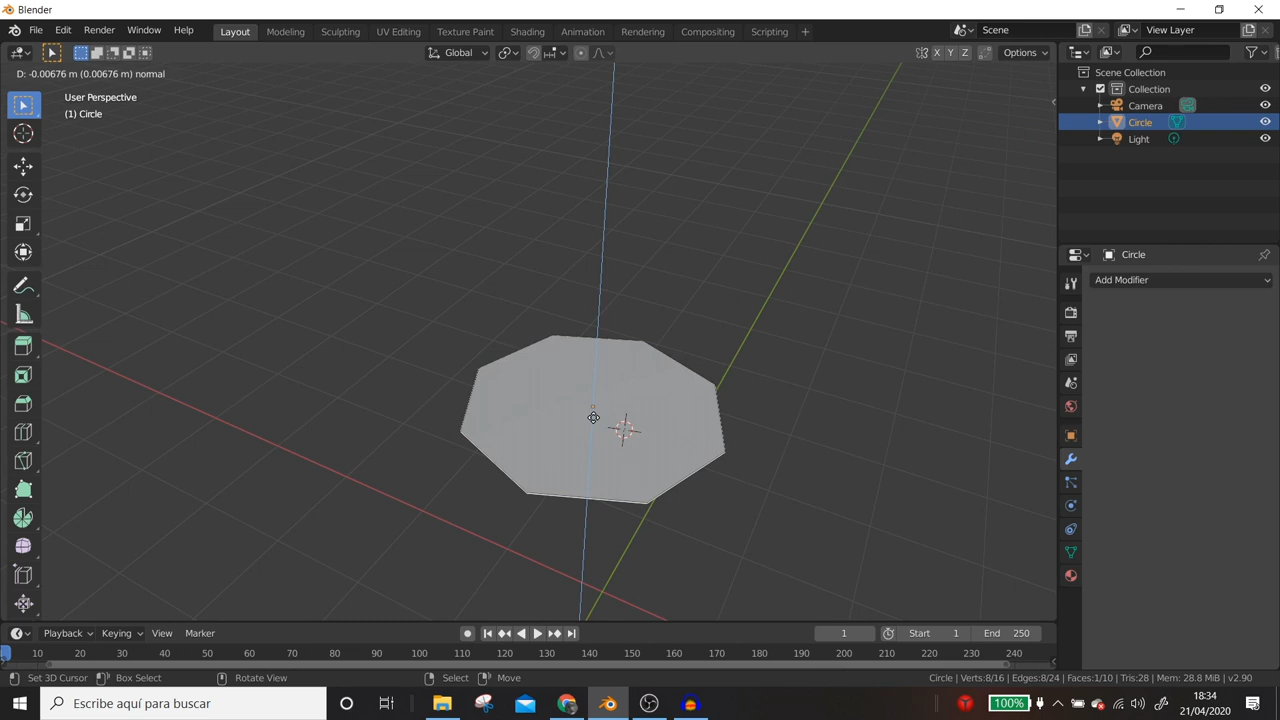 Blender
File Edit Render Window Help
Layout Modeling Sculpting UV Editing Texture Paint Shading Animation Rendering Compositing Scripting +
Scene
View Layer
Global
X Y Z
Options
D: -0.00676 m (0.00676 m) normal
User Perspective
(1) Circle
Scene Collection
Collection
Camera
Circle
Light
Circle
Add Modifier
Playback Keying View Marker
1
Start 1
End 250
10 20 30 40 50 60 70 80 90 100 110 120 130 140 150 160 170 180 190 200 210 220 230 240
Set 3D Cursor Box Select Rotate View Select Move
Circle | Verts:8/16 | Edges:8/24 | Faces:1/10 | Tris:28 | Mem: 28.8 MiB | v2.90
Escribe aquí para buscar
100%
18:34
21/04/2020